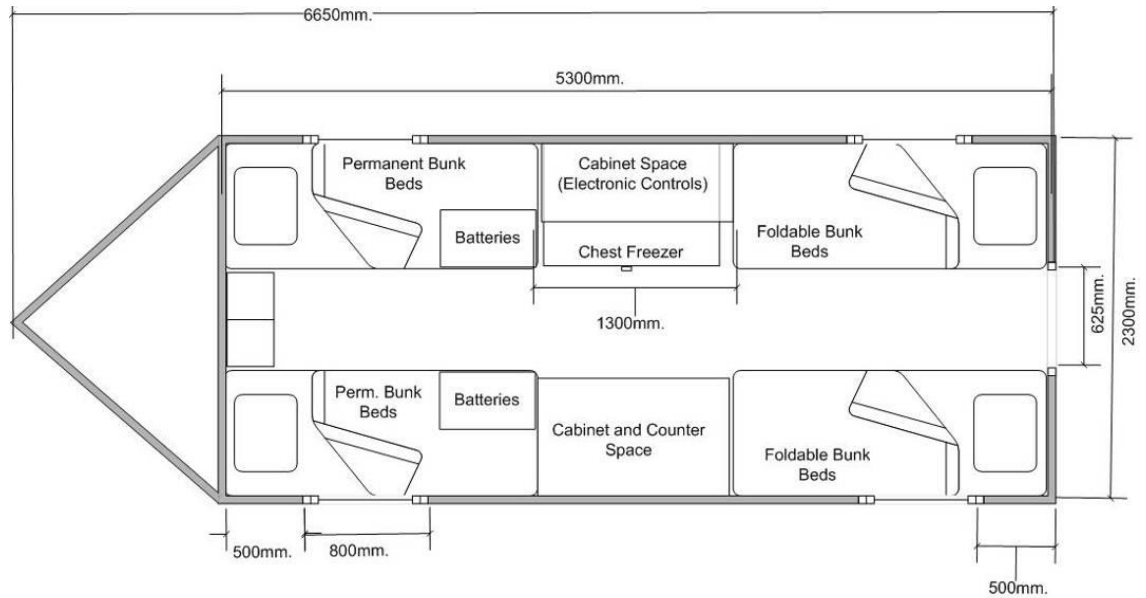 6650mm.
5300mm.
Permanent Bunk
Beds
Cabinet Space
(Electronic Controls)
Batteries
Chest Freezer
Foldable Bunk
Beds
1300mm.
625mm.
2300mm.
Perm. Bunk
Beds
Batteries
Cabinet and Counter
Space
Foldable Bunk
Beds
500mm.
800mm.
500mm.